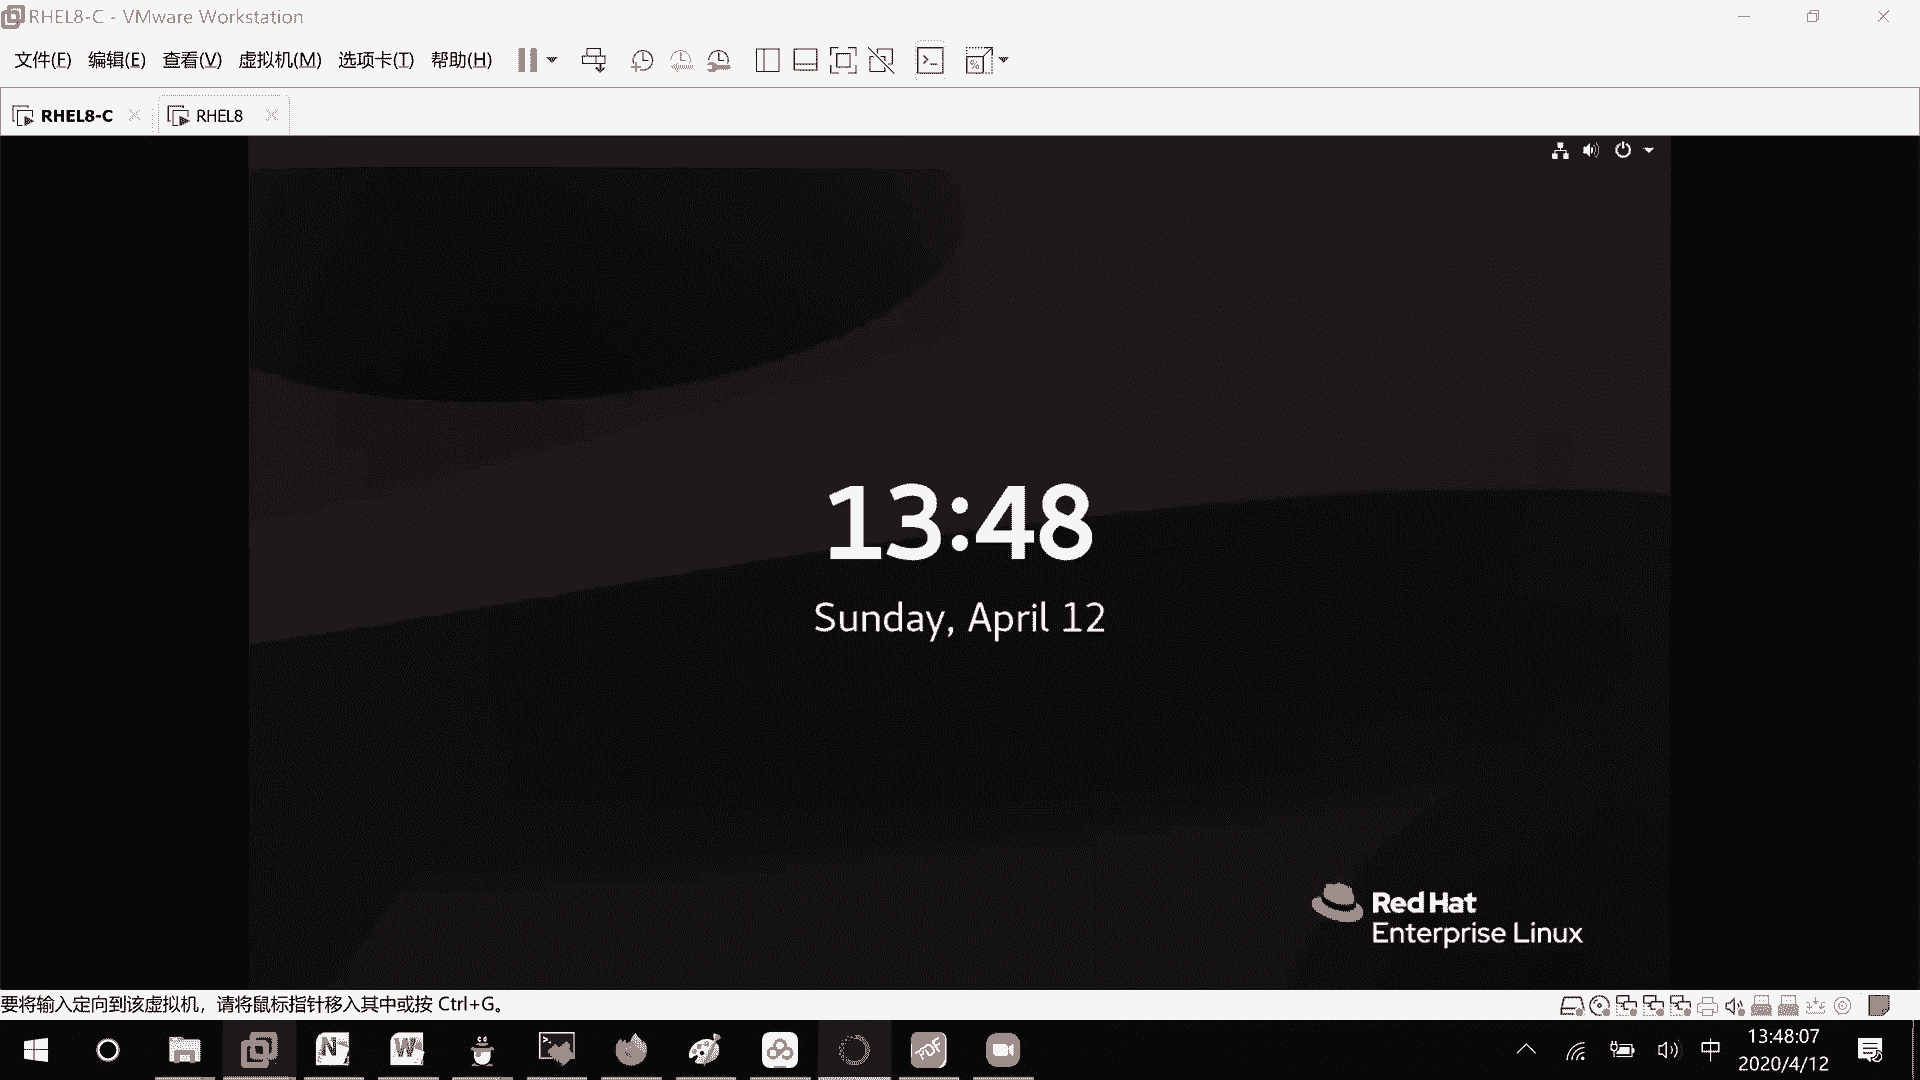 RHEL8-C - VMware Workstation
文件(F) 编辑(E) 查看(V) 虚拟机(M) 选项卡(T) 帮助(H)
RHEL8-C RHEL8
13:48
Sunday, April 12
Red Hat
Enterprise Linux
要将输入定向到该虚拟机，请将鼠标指针移入其中或按 Ctrl+G。
N W PDF 中 13:48:07
2020/4/12